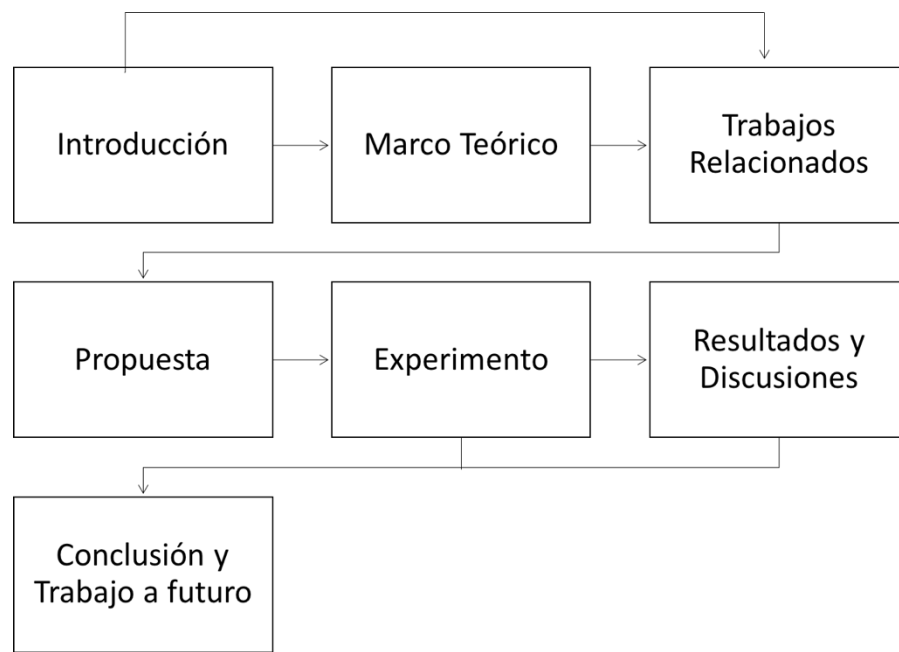 Introducción
Marco Teórico
Trabajos
Relacionados
Propuesta
Experimento
Resultados y
Discusiones
Conclusión y
Trabajo a futuro